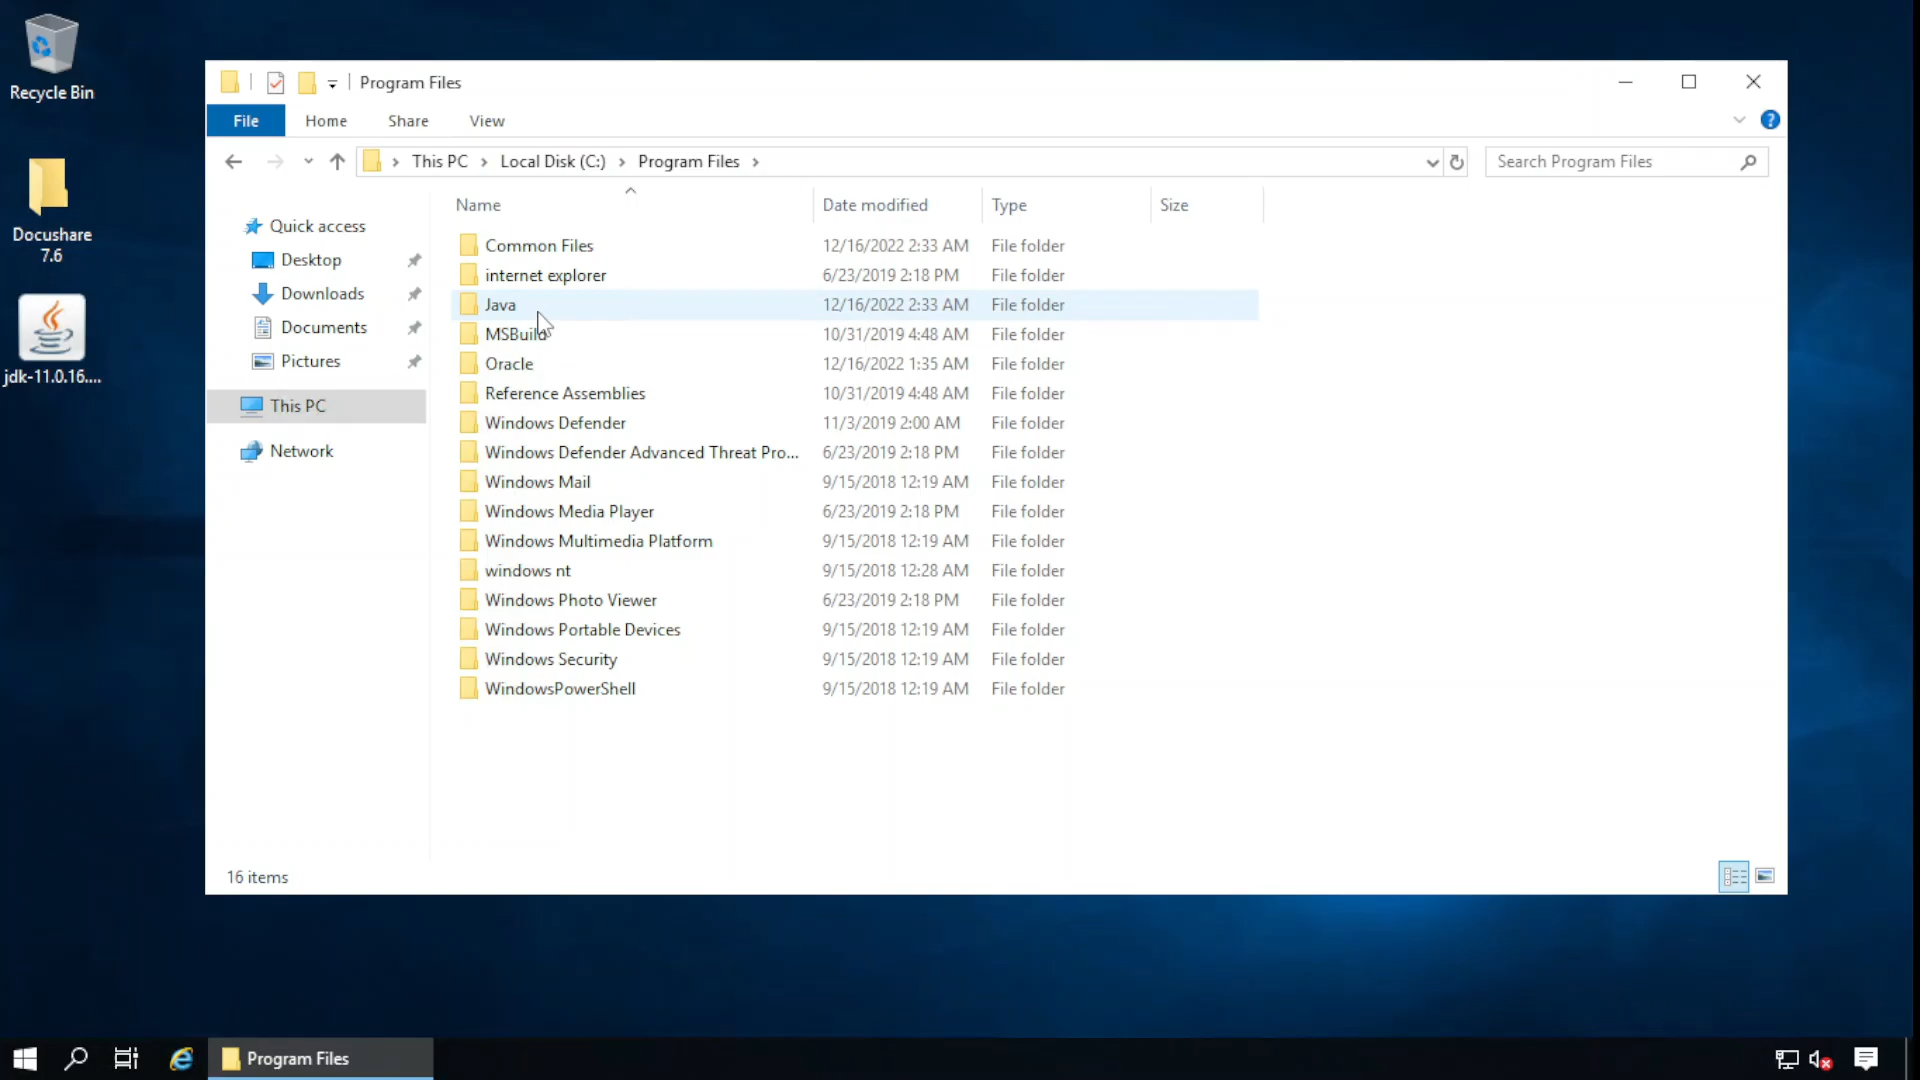 Recycle Bin
Docushare
7.6
jdk-11.0.16....
Program Files
File Home Share View
This PC Local Disk (C:) Program Files
Search Program Files
Name Date modified Type Size
Quick access
Desktop
Downloads
Documents
Pictures
This PC
Network
Common Files 12/16/2022 2:33 AM File folder
internet explorer 6/23/2019 2:18 PM File folder
Java 12/16/2022 2:33 AM File folder
MSBuild 10/31/2019 4:48 AM File folder
Oracle 12/16/2022 1:35 AM File folder
Reference Assemblies 10/31/2019 4:48 AM File folder
Windows Defender 11/3/2019 2:00 AM File folder
Windows Defender Advanced Threat Pro... 6/23/2019 2:18 PM File folder
Windows Mail 9/15/2018 12:19 AM File folder
Windows Media Player 6/23/2019 2:18 PM File folder
Windows Multimedia Platform 9/15/2018 12:19 AM File folder
windows nt 9/15/2018 12:28 AM File folder
Windows Photo Viewer 6/23/2019 2:18 PM File folder
Windows Portable Devices 9/15/2018 12:19 AM File folder
Windows Security 9/15/2018 12:19 AM File folder
WindowsPowerShell 9/15/2018 12:19 AM File folder
16 items
Program Files